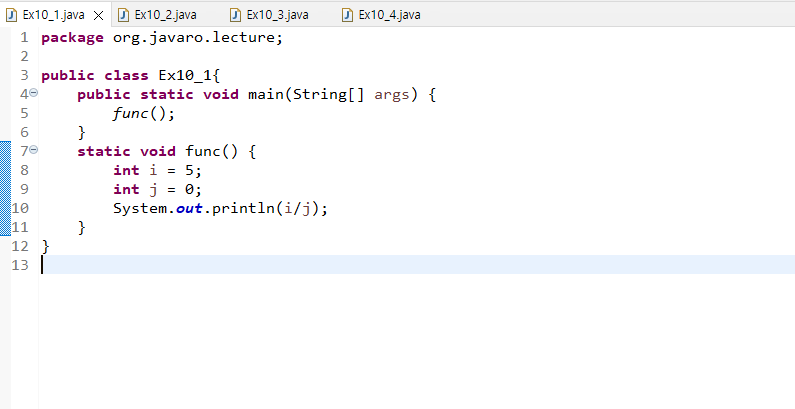 Ex10_1.java Ex10_2.java Ex10_3.java Ex10_4.java
1 package org.javaro.lecture;
2
3 public class Ex10_1{
4     public static void main(String[] args) {
5         func();
6     }
7     static void func() {
8         int i = 5;
9         int j = 0;
10         System.out.println(i/j);
11     }
12 }
13